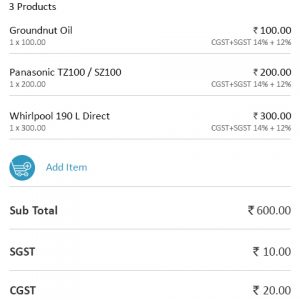 3 Products
Groundnut Oil ₹ 100.00
1 x 100.00 CGST+SGST 14% + 12%
Panasonic TZ100 / SZ100 ₹ 200.00
1 x 200.00 CGST+SGST 14% + 12%
Whirlpool 190 L Direct ₹ 300.00
1 x 300.00 CGST+SGST 14% + 12%
Add Item
Sub Total ₹ 600.00
SGST ₹ 10.00
CGST ₹ 20.00